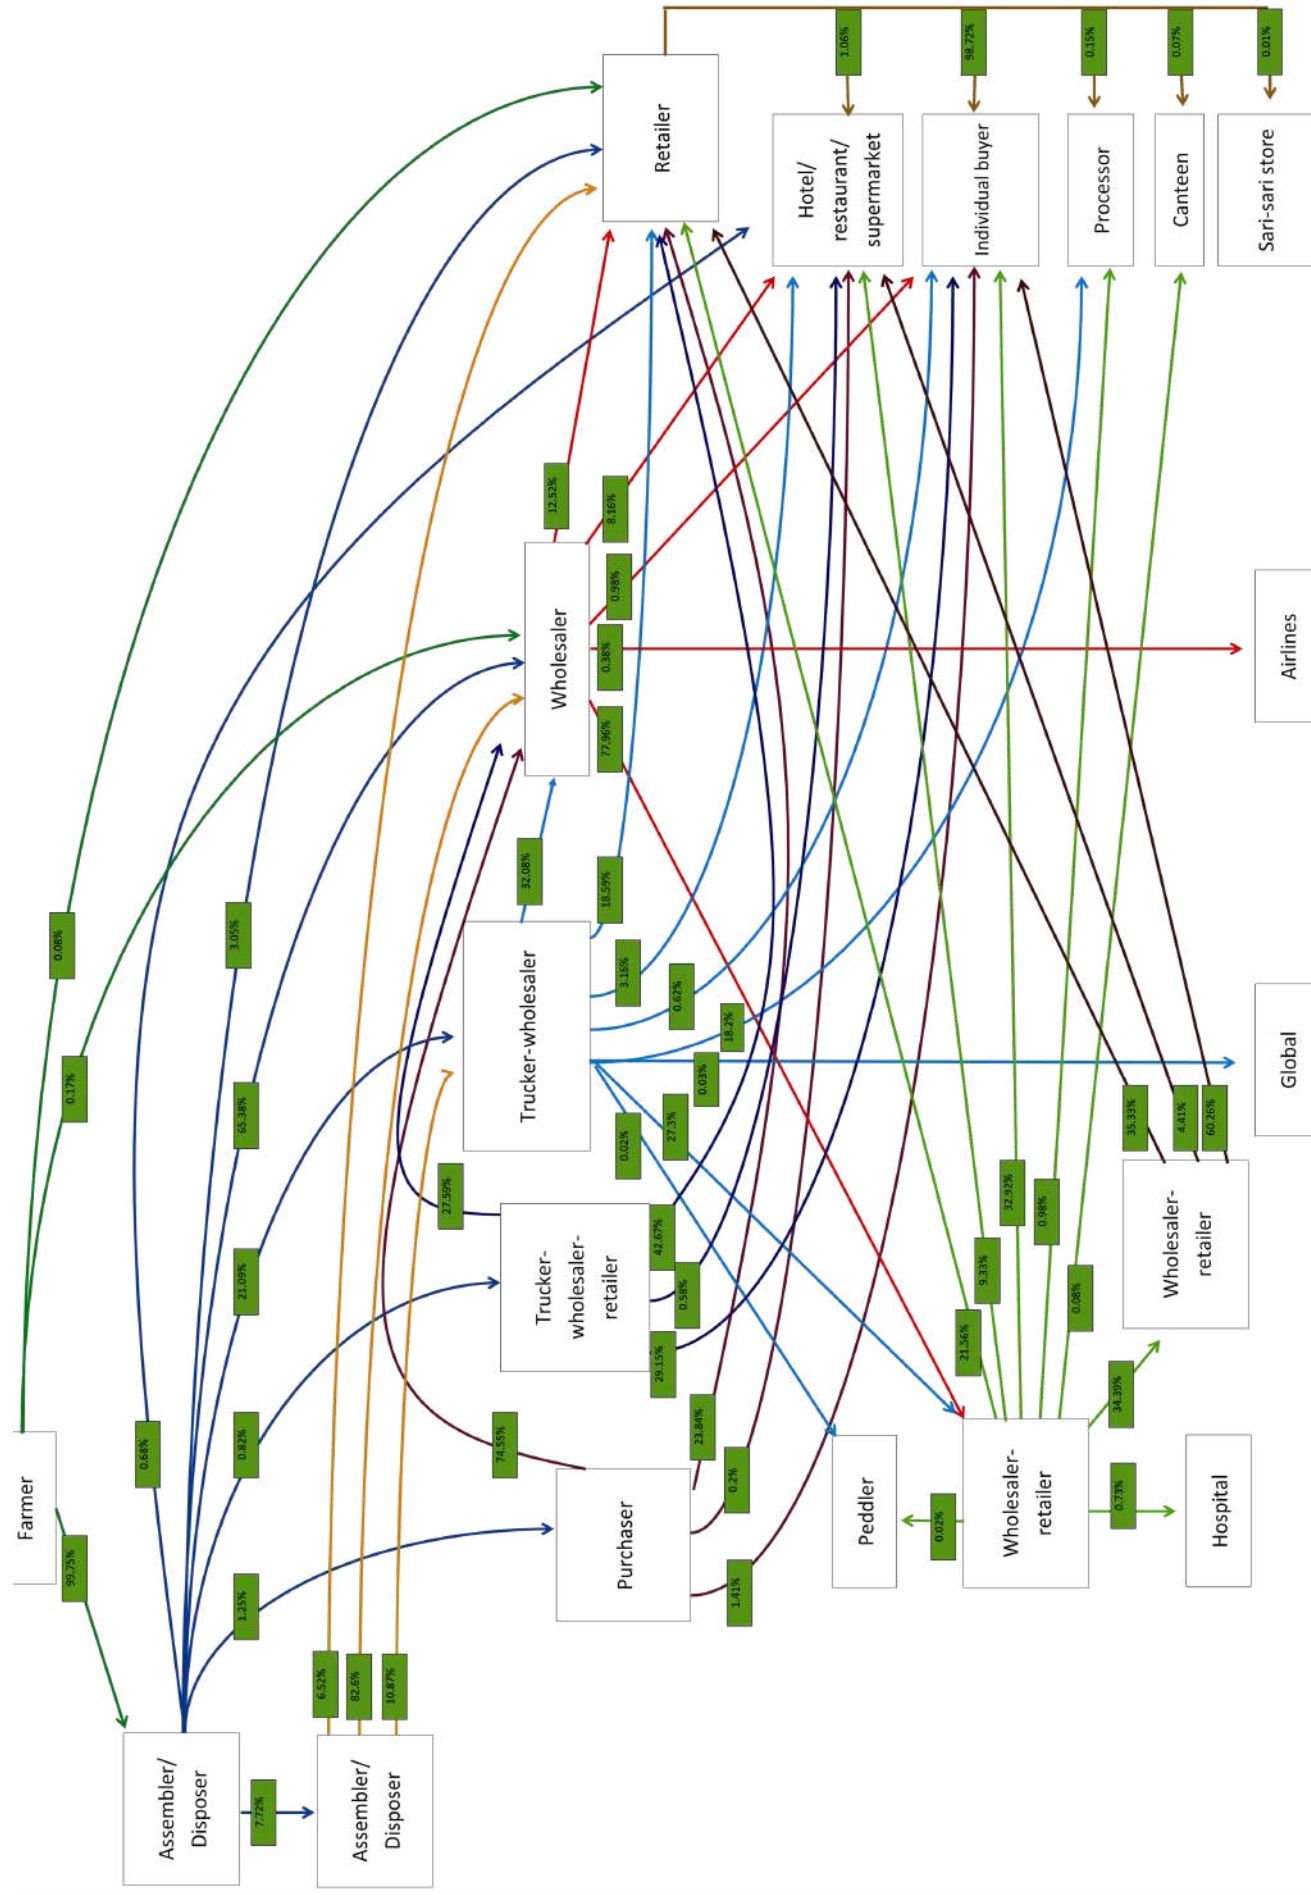 Farmer
99.75%
0.17%
0.08%
Assembler/
Disposer
7.72%
1.25%
0.68%
0.82%
21.09%
65.38%
3.05%
Assembler/
Disposer
6.52%
82.6%
10.87%
Purchaser
74.55%
23.84%
0.2%
1.41%
Trucker-
wholesaler-
retailer
27.59%
42.67%
0.58%
29.15%
Trucker-wholesaler
32.08%
18.59%
3.16%
0.62%
18.2%
0.03%
27.3%
0.02%
Wholesaler
12.52%
8.16%
0.98%
0.38%
77.96%
Retailer
1.06%
98.72%
0.15%
0.07%
0.01%
Hotel/
restaurant/
supermarket
Individual buyer
Processor
Canteen
Sari-sari store
Peddler
Wholesaler-
retailer
0.02%
0.73%
34.39%
21.56%
9.33%
32.92%
0.98%
0.08%
Hospital
Wholesaler-
retailer
35.33%
4.41%
60.26%
Global
Airlines